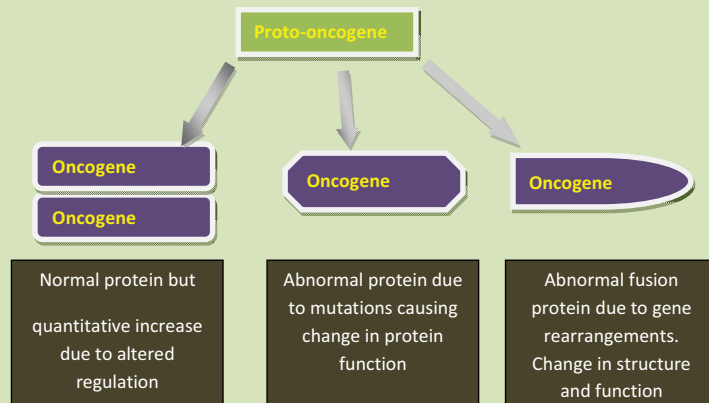 Proto-oncogene
Oncogene
Oncogene
Oncogene
Oncogene
Normal protein but
quantitative increase
due to altered
regulation
Abnormal protein due
to mutations causing
change in protein
function
Abnormal fusion
protein due to gene
rearrangements.
Change in structure
and function